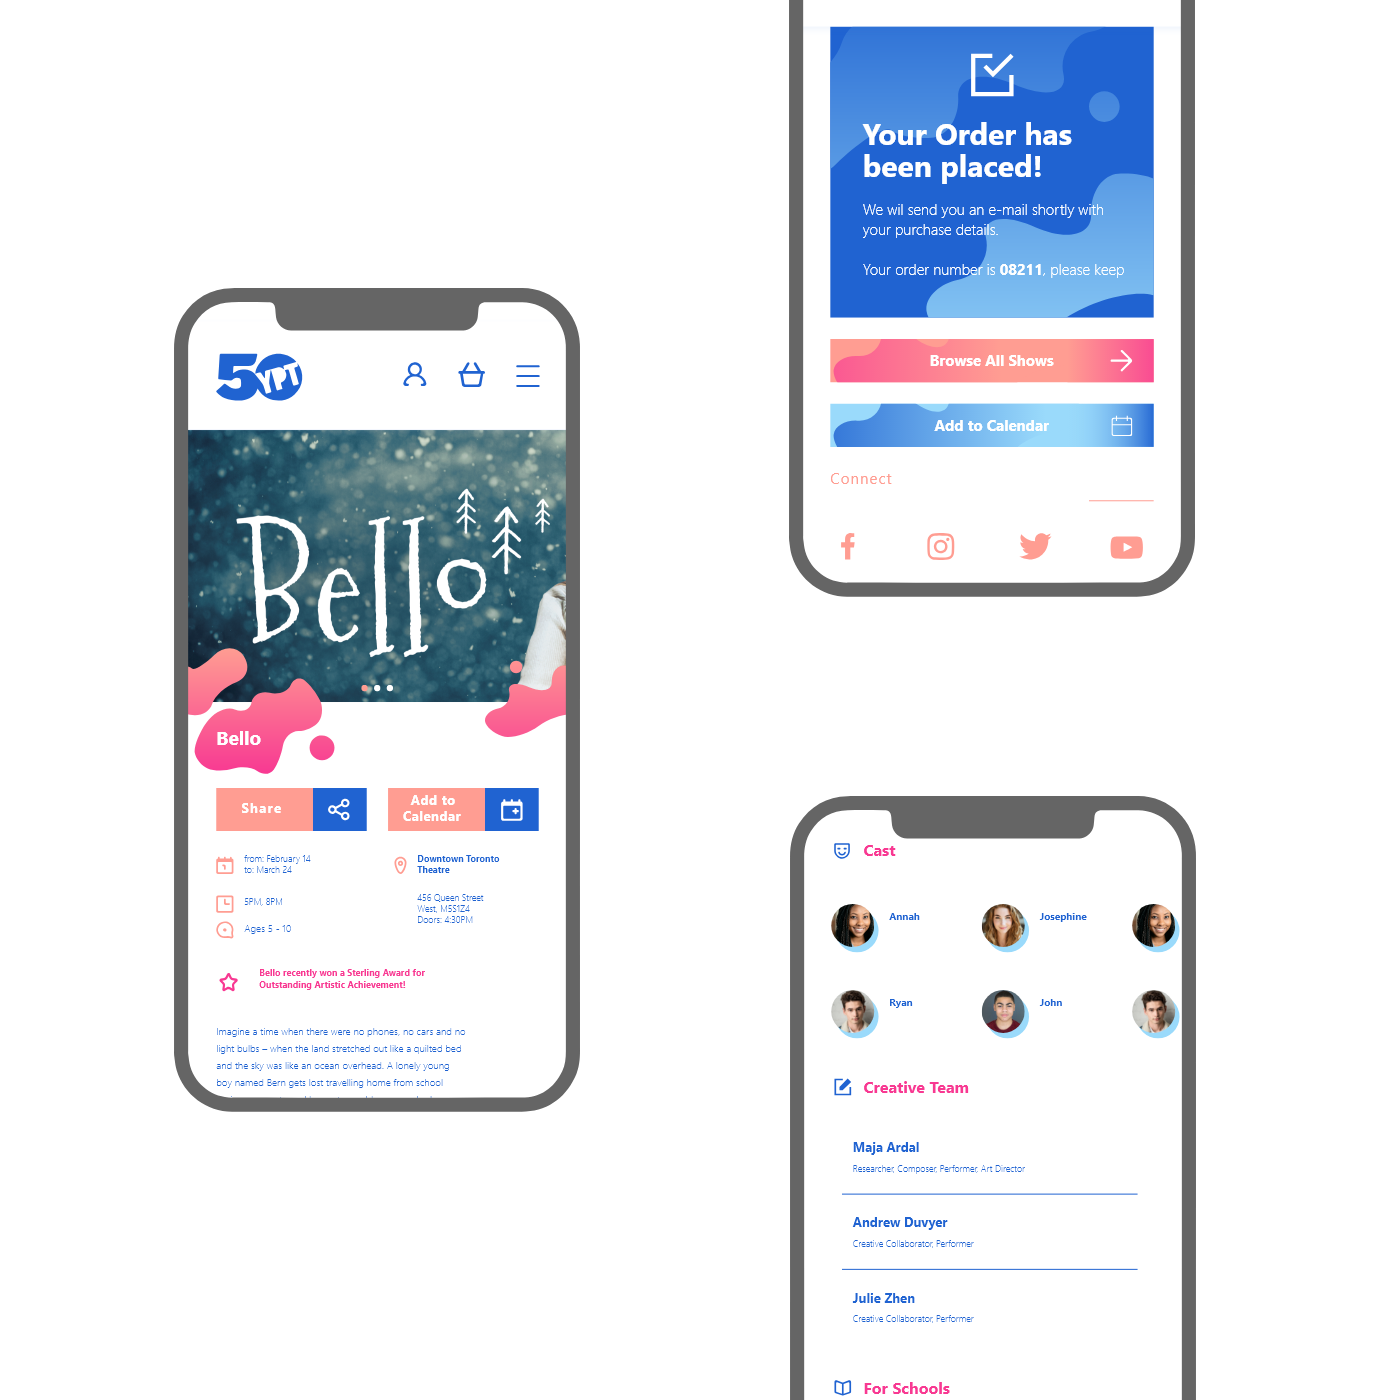 50
YPT
Bello
Bello
Share
Add to
Calendar
from: February 14
to: March 24
Downtown Toronto
Theatre
5PM, 8PM
456 Queen Street
West, M5S1Z4
Doors: 4:30PM
Ages 5 - 10
Bello recently won a Sterling Award for
Outstanding Artistic Achievement!
Imagine a time when there were no phones, no cars and no
light bulbs – when the land stretched out like a quilted bed
and the sky was like an ocean overhead. A lonely young
boy named Bern gets lost travelling home from school
Your Order has
been placed!
We wil send you an e-mail shortly with
your purchase details.
Your order number is 08211, please keep
Browse All Shows
Add to Calendar
Connect
Cast
Annah
Josephine
Ryan
John
Creative Team
Maja Ardal
Researcher, Composer, Performer, Art Director
Andrew Duvyer
Creative Collaborator, Performer
Julie Zhen
Creative Collaborator, Performer
For Schools